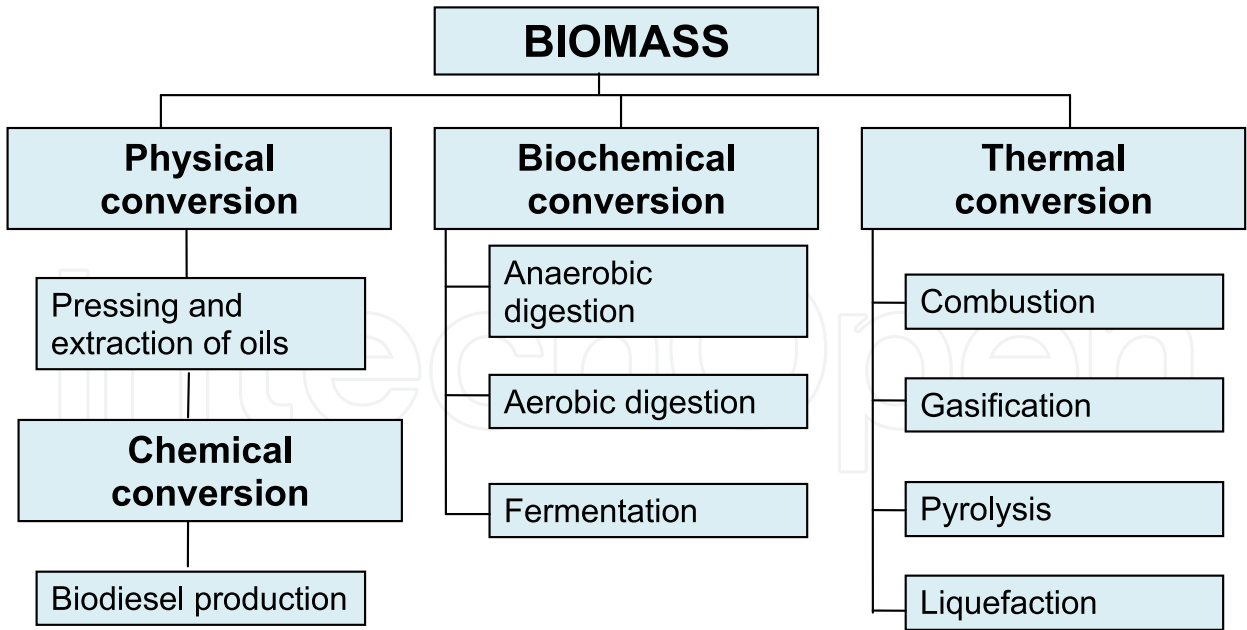 BIOMASS
Physical
conversion
Pressing and
extraction of oils
Chemical
conversion
Biodiesel production
Biochemical
conversion
Anaerobic
digestion
Aerobic digestion
Fermentation
Thermal
conversion
Combustion
Gasification
Pyrolysis
Liquefaction
IntechOpen